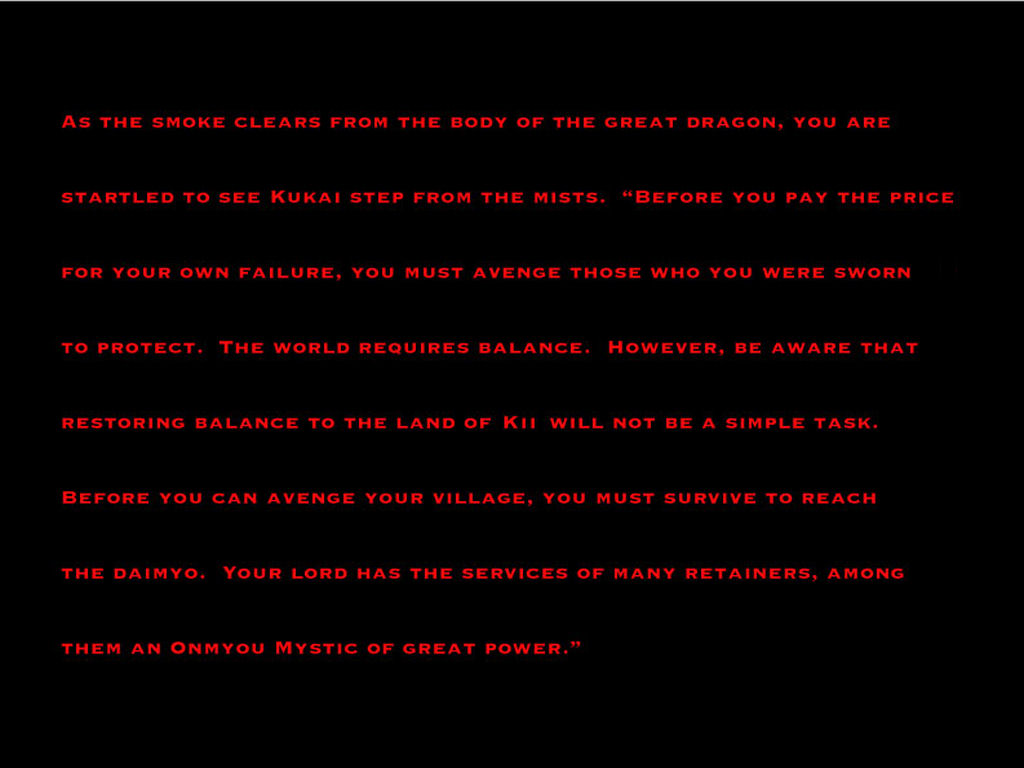 As the smoke clears from the body of the great dragon, you are
startled to see Kukai step from the mists.  “Before you pay the price
for your own failure, you must avenge those who you were sworn
to protect.  The world requires balance.  However, be aware that
restoring balance to the land of Kii  will not be a simple task.
Before you can avenge your village, you must survive to reach
the daimyo.  Your lord has the services of many retainers, among
them an Onmyou Mystic of great power.”